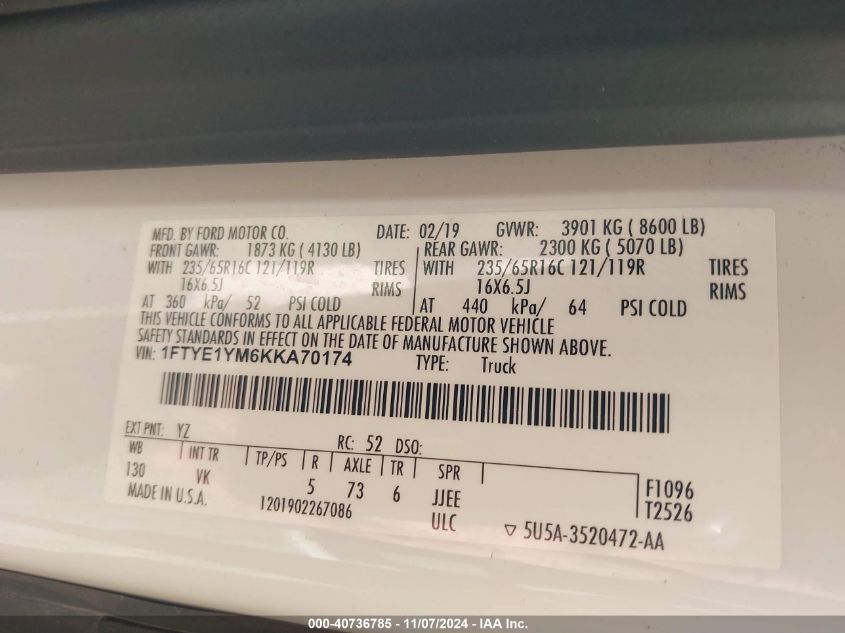 MFD. BY FORD MOTOR CO. DATE: 02/19 GVWR: 3901 KG ( 8600 LB)
FRONT GAWR: 1873 KG ( 4130 LB) REAR GAWR: 2300 KG ( 5070 LB)
WITH 235/65R16C 121/119R TIRES WITH 235/65R16C 121/119R TIRES
16X6.5J RIMS 16X6.5J RIMS
AT 360 kPa/ 52 PSI COLD AT 440 kPa/ 64 PSI COLD
THIS VEHICLE CONFORMS TO ALL APPLICABLE FEDERAL MOTOR VEHICLE
SAFETY STANDARDS IN EFFECT ON THE DATE OF MANUFACTURE SHOWN ABOVE.
VIN: 1FTYE1YM6KKA70174 TYPE: Truck
EXT PNT: YZ RC: 52 DSO:
WB INT TR TP/PS R AXLE TR SPR
130 VK 5 73 6 JJEE F1096
MADE IN U.S.A. 1201902267086 ULC T2526
▽ 5U5A-3520472-AA
000-40736785 - 11/07/2024 - IAA Inc.